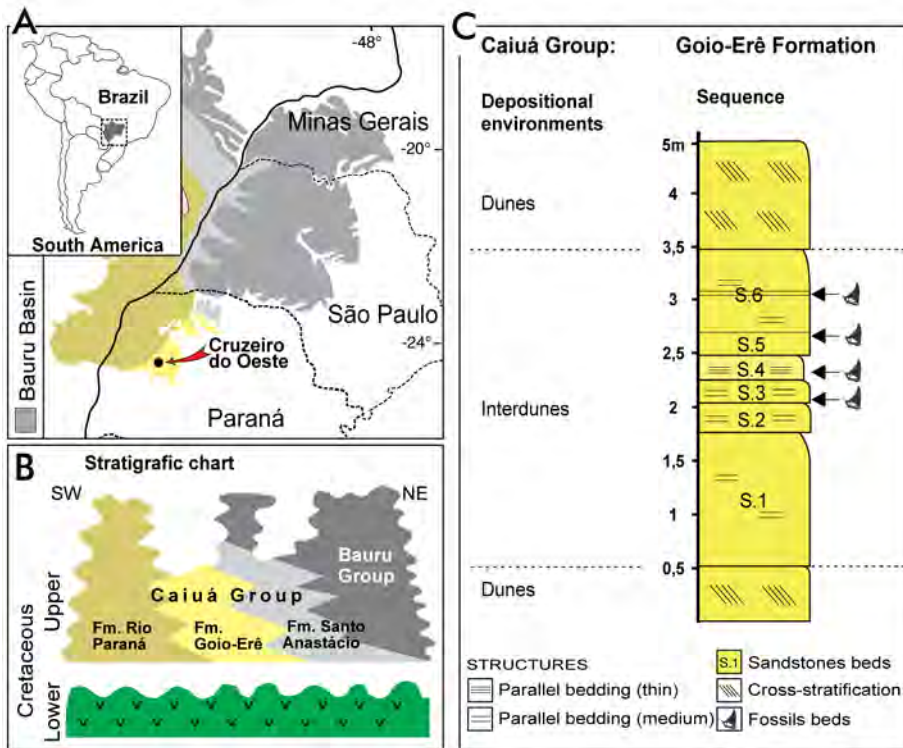 A
-48°
Brazil
Minas Gerais
-20°
South America
São Paulo
Cruzeiro
do Oeste
-24°
Paraná
Bauru Basin
B
Stratigrafic chart
SW
NE
Bauru
Group
Caiuá Group
Fm. Rio
Paraná
Fm.
Goio-Erê
Fm. Santo
Anastácio
Cretaceous
Upper
Lower
C
Caiuá Group:
Goio-Erê Formation
Depositional
environments
Sequence
5m
4
Dunes
3,5
3
S.6
S.5
2,5
S.4
S.3
Interdunes
2
S.2
1,5
S.1
1
0,5
Dunes
STRUCTURES
Parallel bedding (thin)
Parallel bedding (medium)
S.1 Sandstones beds
Cross-stratification
Fossils beds